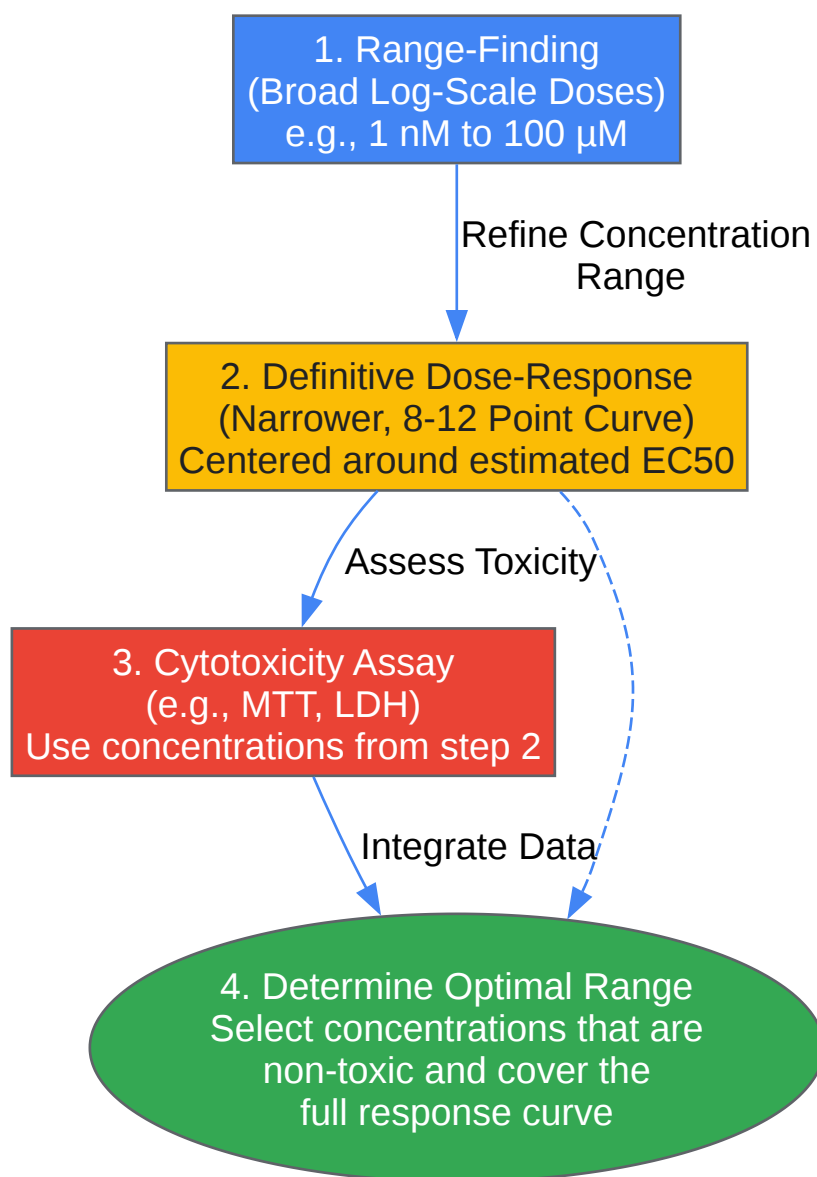 1. Range-Finding
(Broad Log-Scale Doses)
e.g., 1 nM to 100 µM
Refine Concentration
Range
2. Definitive Dose-Response
(Narrower, 8-12 Point Curve)
Centered around estimated EC50
Assess Toxicity
3. Cytotoxicity Assay
(e.g., MTT, LDH)
Use concentrations from step 2
Integrate Data
4. Determine Optimal Range
Select concentrations that are
non-toxic and cover the
full response curve